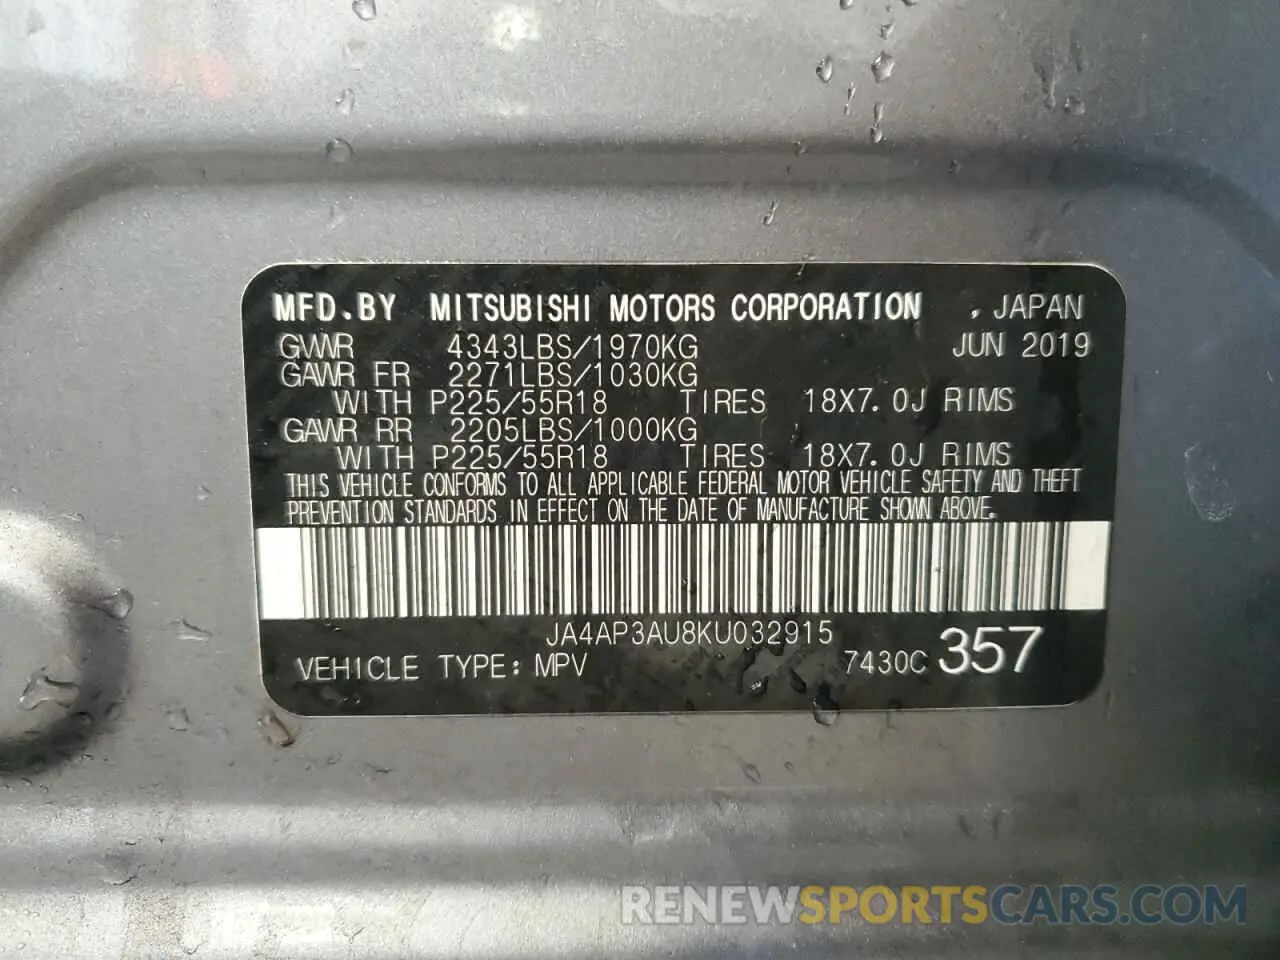 MFD.BY MITSUBISHI MOTORS CORPORATION , JAPAN
GVWR 4343LBS/1970KG JUN 2019
GAWR FR 2271LBS/1030KG
WITH P225/55R18 TIRES 18X7.0J RIMS
GAWR RR 2205LBS/1000KG
WITH P225/55R18 TIRES 18X7.0J RIMS
THIS VEHICLE CONFORMS TO ALL APPLICABLE FEDERAL MOTOR VEHICLE SAFETY AND THEFT
PREVENTION STANDARDS IN EFFECT ON THE DATE OF MANUFACTURE SHOWN ABOVE.
JA4AP3AU8KU032915
VEHICLE TYPE: MPV 7430C 357
RENEWSPORTSCARS.COM